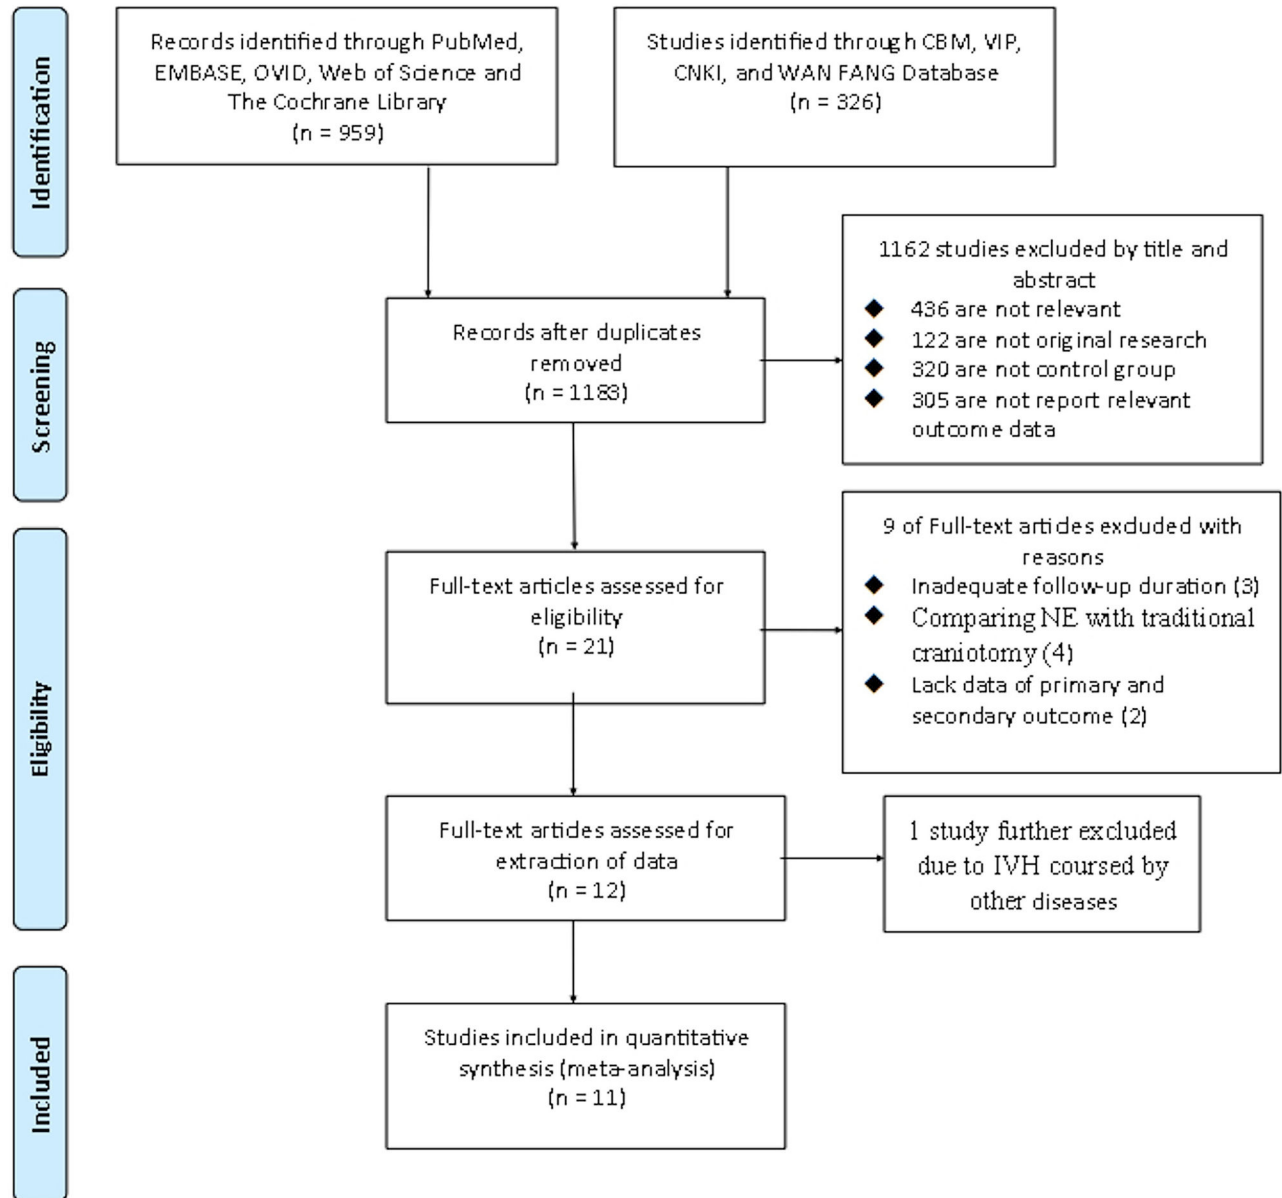 Identification
Records identified through PubMed,
EMBASE, OVID, Web of Science and
The Cochrane Library
(n = 959)
Studies identified through CBM, VIP,
CNKI, and WAN FANG Database
(n = 326)
Screening
Records after duplicates
removed
(n = 1183)
1162 studies excluded by title and
abstract
◆ 436 are not relevant
◆ 122 are not original research
◆ 320 are not control group
◆ 305 are not report relevant
outcome data
Eligibility
Full-text articles assessed for
eligibility
(n = 21)
9 of Full-text articles excluded with
reasons
◆ Inadequate follow-up duration (3)
◆ Comparing NE with traditional
craniotomy (4)
◆ Lack data of primary and
secondary outcome (2)
Full-text articles assessed for
extraction of data
(n = 12)
1 study further excluded
due to IVH coursed by
other diseases
Included
Studies included in quantitative
synthesis (meta-analysis)
(n = 11)